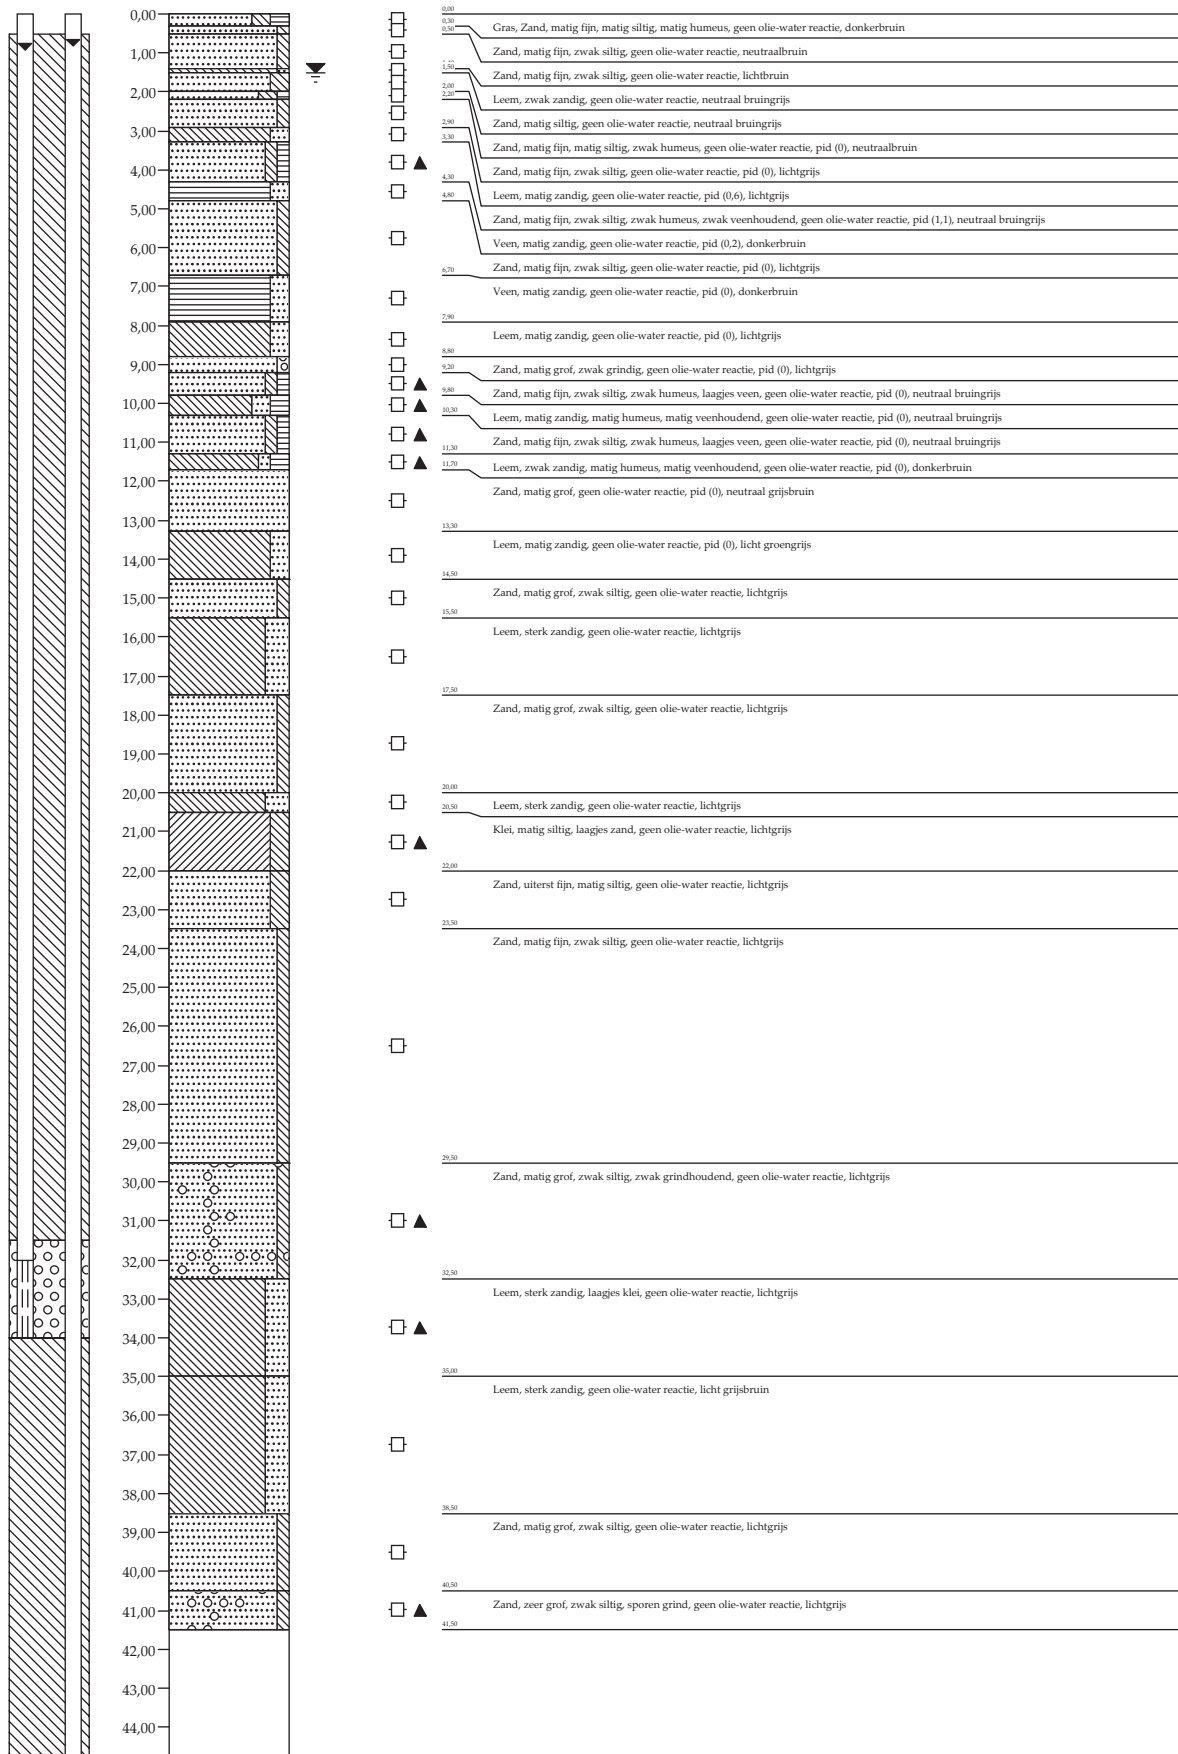 0,00
1,00
2,00
3,00
4,00
5,00
6,00
7,00
8,00
9,00
10,00
11,00
12,00
13,00
14,00
15,00
16,00
17,00
18,00
19,00
20,00
21,00
22,00
23,00
24,00
25,00
26,00
27,00
28,00
29,00
30,00
31,00
32,00
33,00
34,00
35,00
36,00
37,00
38,00
39,00
40,00
41,00
42,00
43,00
44,00
0,00
Gras, Zand, matig fijn, matig siltig, matig humeus, geen olie-water reactie, donkerbruin
0,30
0,50
Zand, matig fijn, zwak siltig, geen olie-water reactie, neutraalbruin
Zand, matig fijn, zwak siltig, geen olie-water reactie, lichtbruin
1,50
Leem, zwak zandig, geen olie-water reactie, neutraal bruingrijs
2,00
2,20
Zand, matig siltig, geen olie-water reactie, neutraal bruingrijs
2,90
Zand, matig fijn, matig siltig, zwak humeus, geen olie-water reactie, pid (0), neutraalbruin
3,30
Zand, matig fijn, zwak siltig, geen olie-water reactie, pid (0), lichtgrijs
4,30
Leem, matig zandig, geen olie-water reactie, pid (0,6), lichtgrijs
4,80
Zand, matig fijn, zwak siltig, zwak humeus, zwak veenhoudend, geen olie-water reactie, pid (1,1), neutraal bruingrijs
Veen, matig zandig, geen olie-water reactie, pid (0,2), donkerbruin
Zand, matig fijn, zwak siltig, geen olie-water reactie, pid (0), lichtgrijs
6,70
Veen, matig zandig, geen olie-water reactie, pid (0), donkerbruin
7,90
Leem, matig zandig, geen olie-water reactie, pid (0), lichtgrijs
8,80
Zand, matig grof, zwak grindig, geen olie-water reactie, pid (0), lichtgrijs
9,20
Zand, matig fijn, zwak siltig, zwak humeus, laagjes veen, geen olie-water reactie, pid (0), neutraal bruingrijs
9,80
Leem, matig zandig, matig humeus, matig veenhoudend, geen olie-water reactie, pid (0), neutraal bruingrijs
10,30
Zand, matig fijn, zwak siltig, zwak humeus, laagjes veen, geen olie-water reactie, pid (0), neutraal bruingrijs
11,30
Leem, zwak zandig, matig humeus, matig veenhoudend, geen olie-water reactie, pid (0), donkerbruin
11,70
Zand, matig grof, geen olie-water reactie, pid (0), neutraal grijsbruin
13,30
Leem, matig zandig, geen olie-water reactie, pid (0), licht groengrijs
14,50
Zand, matig grof, zwak siltig, geen olie-water reactie, lichtgrijs
15,50
Leem, sterk zandig, geen olie-water reactie, lichtgrijs
17,50
Zand, matig grof, zwak siltig, geen olie-water reactie, lichtgrijs
20,00
Leem, sterk zandig, geen olie-water reactie, lichtgrijs
20,50
Klei, matig siltig, laagjes zand, geen olie-water reactie, lichtgrijs
22,00
Zand, uiterst fijn, matig siltig, geen olie-water reactie, lichtgrijs
23,50
Zand, matig fijn, zwak siltig, geen olie-water reactie, lichtgrijs
29,50
Zand, matig grof, zwak siltig, zwak grindhoudend, geen olie-water reactie, lichtgrijs
32,50
Leem, sterk zandig, laagjes klei, geen olie-water reactie, lichtgrijs
35,00
Leem, sterk zandig, geen olie-water reactie, licht grijsbruin
38,50
Zand, matig grof, zwak siltig, geen olie-water reactie, lichtgrijs
40,50
Zand, zeer grof, zwak siltig, sporen grind, geen olie-water reactie, lichtgrijs
41,50